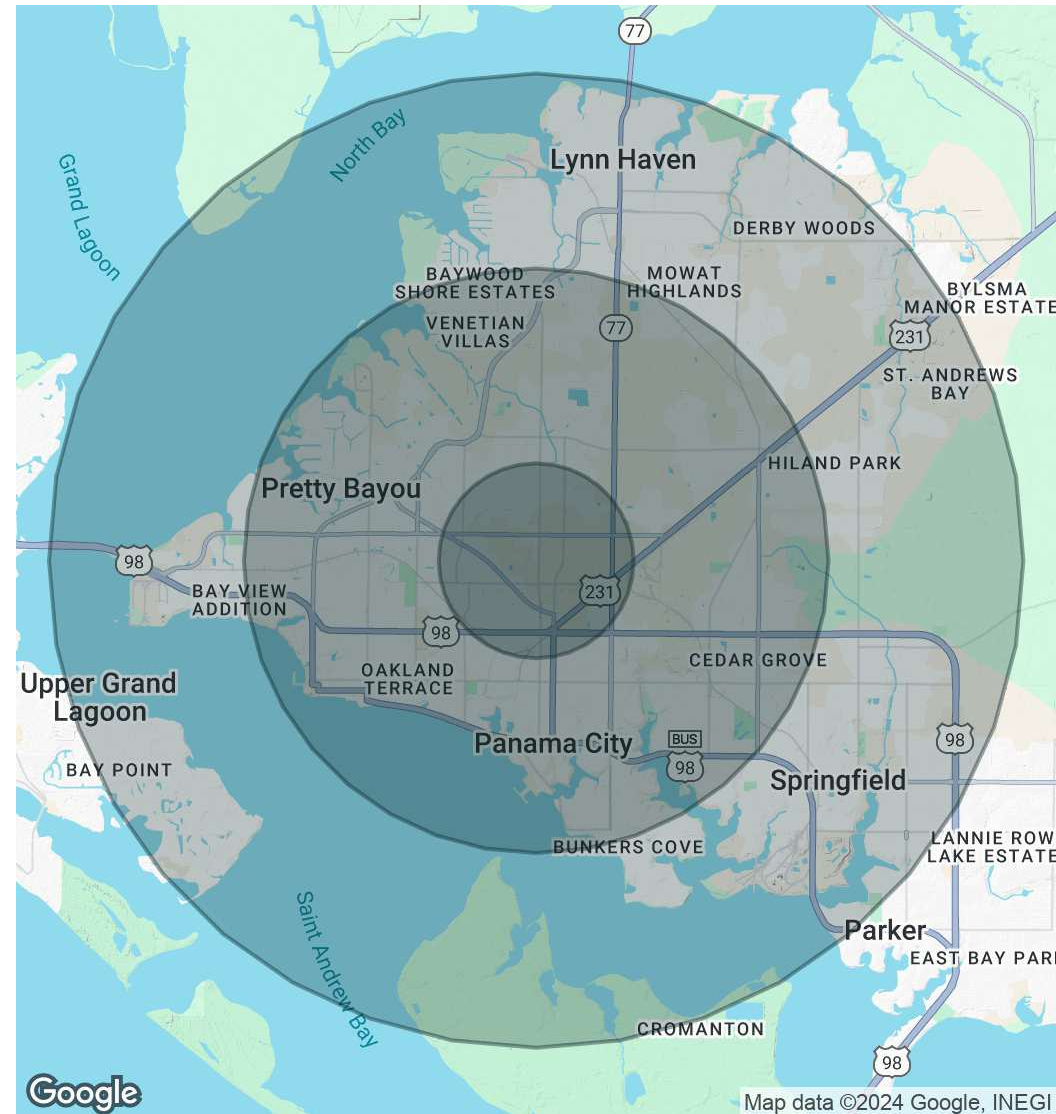 77
North Bay
Lynn Haven
Grand Lagoon
DERBY WOODS
BAYWOOD
SHORE ESTATES
MOWAT
HIGHLANDS
BYLSMA
MANOR ESTATE
VENETIAN
VILLAS
77
231
ST. ANDREWS
BAY
HILAND PARK
Pretty Bayou
98
BAY VIEW
ADDITION
231
98
OAKLAND
TERRACE
CEDAR GROVE
Upper Grand
Lagoon
Panama City
BUS
98
98
BAY POINT
Springfield
BUNKERS COVE
LANNIE ROW
LAKE ESTATE
Saint Andrew Bay
Parker
EAST BAY PAR
CROMANTON
98
Google
Map data ©2024 Google, INEGI